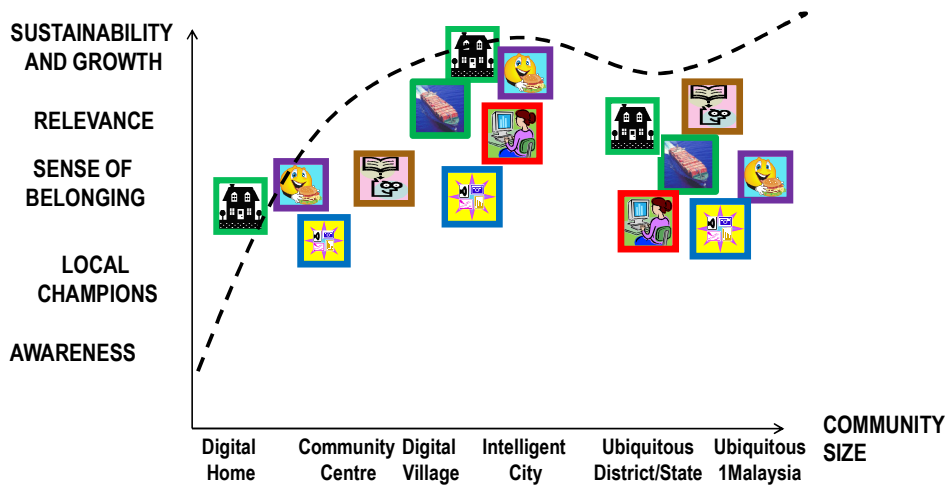 SUSTAINABILITY
AND GROWTH
RELEVANCE
SENSE OF
BELONGING
LOCAL
CHAMPIONS
AWARENESS
Digital
Home
Community
Centre
Digital
Village
Intelligent
City
Ubiquitous
District/State
Ubiquitous
1Malaysia
COMMUNITY
SIZE